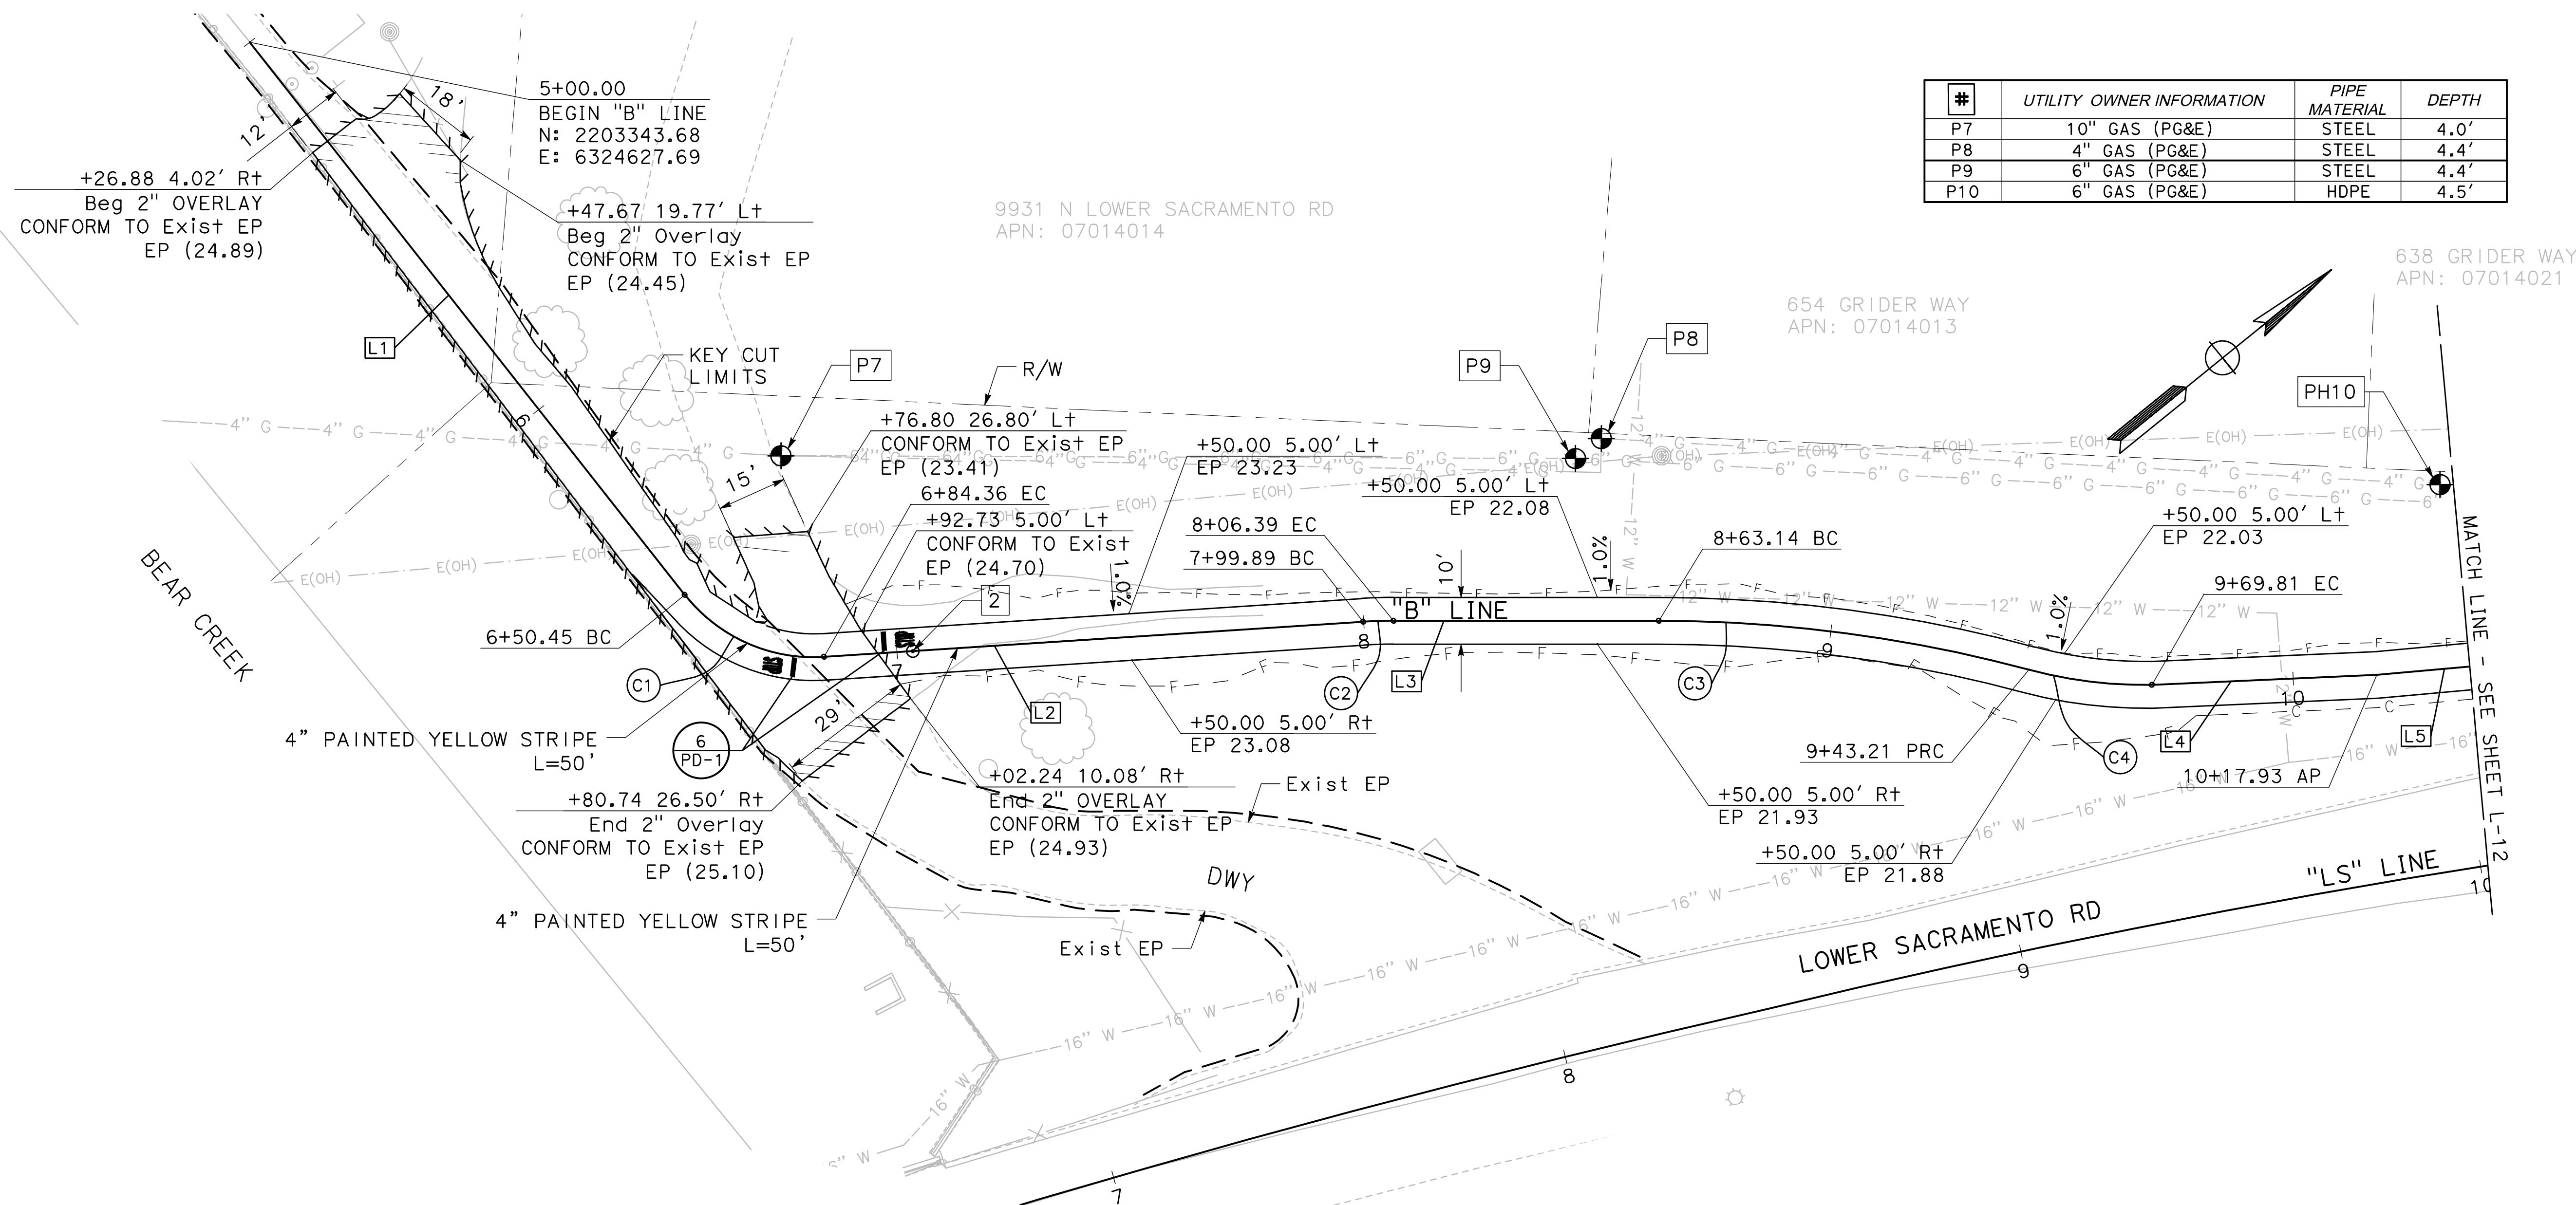 5+00.00
BEGIN "B" LINE
N: 2203343.68
E: 6324627.69
18'
12'
+26.88 4.02' Rt
Beg 2" OVERLAY
CONFORM TO Exist EP
EP (24.89)
+47.67 19.77' Lt
Beg 2" Overlay
CONFORM TO Exist EP
EP (24.45)
9931 N LOWER SACRAMENTO RD
APN: 07014014
# UTILITY OWNER INFORMATION PIPE MATERIAL DEPTH
P7 10" GAS (PG&E) STEEL 4.0'
P8 4" GAS (PG&E) STEEL 4.4'
P9 6" GAS (PG&E) STEEL 4.4'
P10 6" GAS (PG&E) HDPE 4.5'
638 GRIDER WAY
APN: 07014021
654 GRIDER WAY
APN: 07014013
L1
KEY CUT
LIMITS
P7
R/W
P9
P8
PH10
6
15'
+76.80 26.80' Lt
CONFORM TO Exist EP
EP (23.41)
6+84.36 EC
+92.73 5.00' Lt
CONFORM TO Exist
EP (24.70)
+50.00 5.00' Lt
EP 23.23
+50.00 5.00' Lt
EP 22.08
8+06.39 EC
7+99.89 BC
8+63.14 BC
+50.00 5.00' Lt
EP 22.03
9+69.81 EC
1.0%
10'
1.0%
1.0%
"B" LINE
2
7
8
9
10
6+50.45 BC
C1
L2
C2
L3
C3
C4
L4
L5
BEAR CREEK
4" PAINTED YELLOW STRIPE
L=50'
6
PD-1
29'
+50.00 5.00' Rt
EP 23.08
9+43.21 PRC
10+17.93 AP
+80.74 26.50' Rt
End 2" Overlay
CONFORM TO Exist EP
EP (25.10)
+02.24 10.08' Rt
End 2" OVERLAY
CONFORM TO Exist EP
EP (24.93)
Exist EP
+50.00 5.00' Rt
EP 21.93
+50.00 5.00' Rt
EP 21.88
4" PAINTED YELLOW STRIPE
L=50'
DWY
Exist EP
"LS" LINE
LOWER SACRAMENTO RD
MATCH LINE - SEE SHEET L-12
7
8
9
10
4" G
6" G
E(OH)
12" W
16" W
F
C